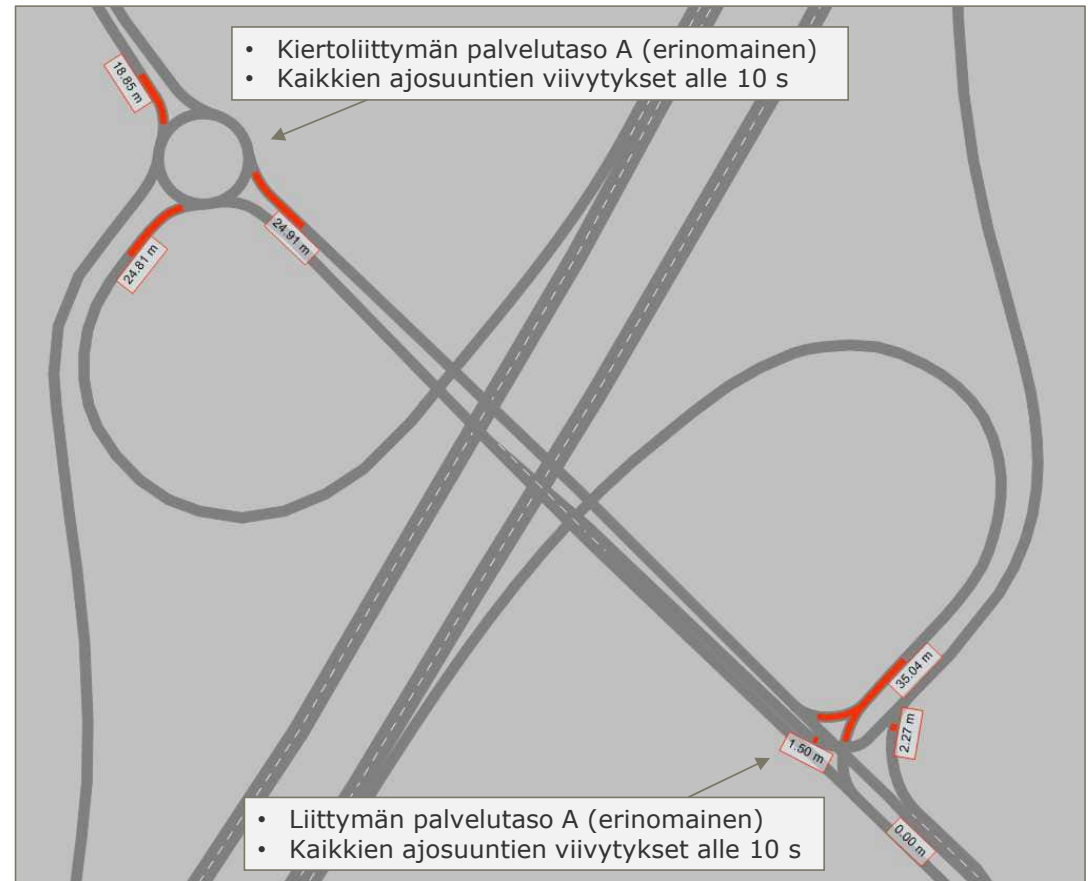 • Kiertoliittymän palvelutaso A (erinomainen)
• Kaikkien ajosuuntien viivytykset alle 10 s
18.85 m
24.91 m
24.81 m
35.04 m
2.27 m
1.50 m
0.00 m
• Liittymän palvelutaso A (erinomainen)
• Kaikkien ajosuuntien viivytykset alle 10 s